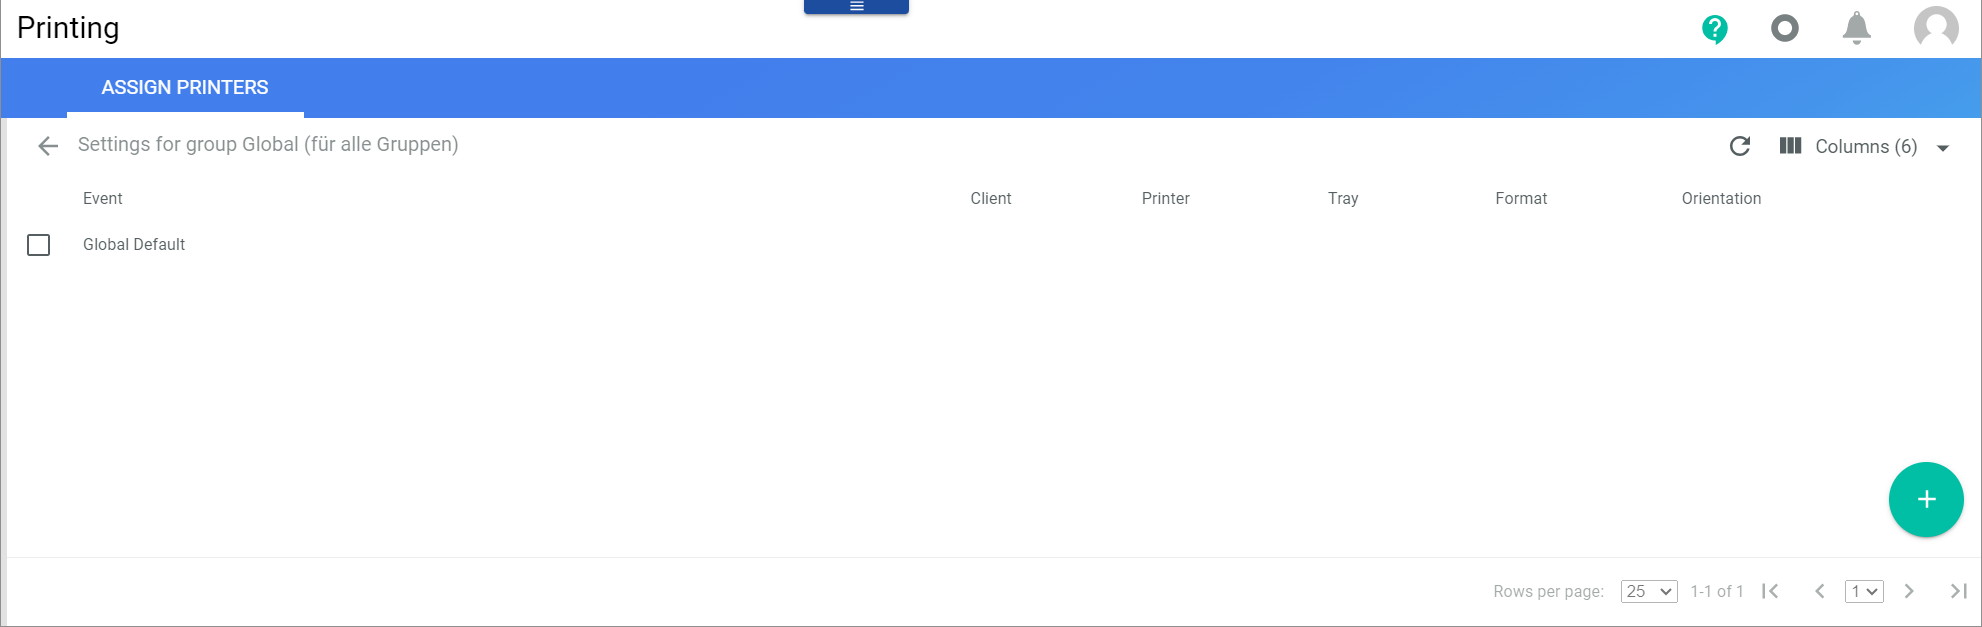 Printing
ASSIGN PRINTERS
Settings for group Global (für alle Gruppen)
Columns (6)
Event Client Printer Tray Format Orientation
Global Default
Rows per page: 25 1-1 of 1 1